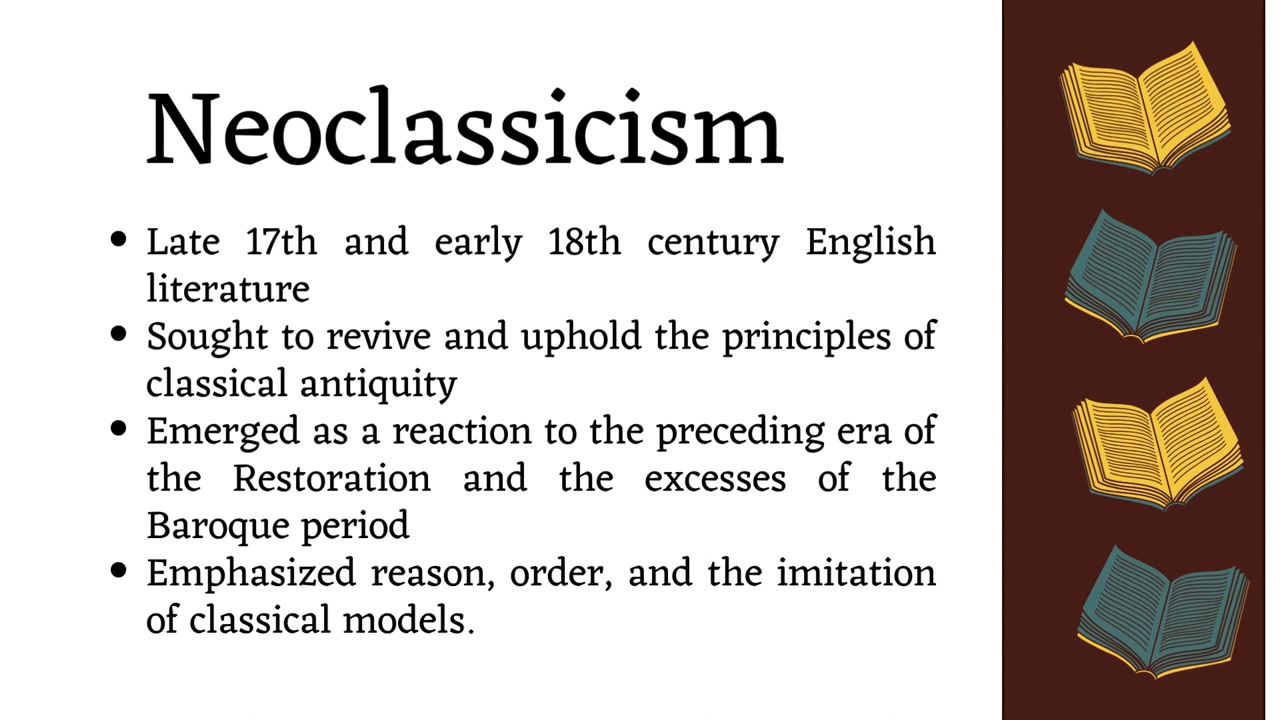 Neoclassicism
• Late 17th and early 18th century English
literature
• Sought to revive and uphold the principles of
classical antiquity
• Emerged as a reaction to the preceding era of
the Restoration and the excesses of the
Baroque period
• Emphasized reason, order, and the imitation
of classical models.